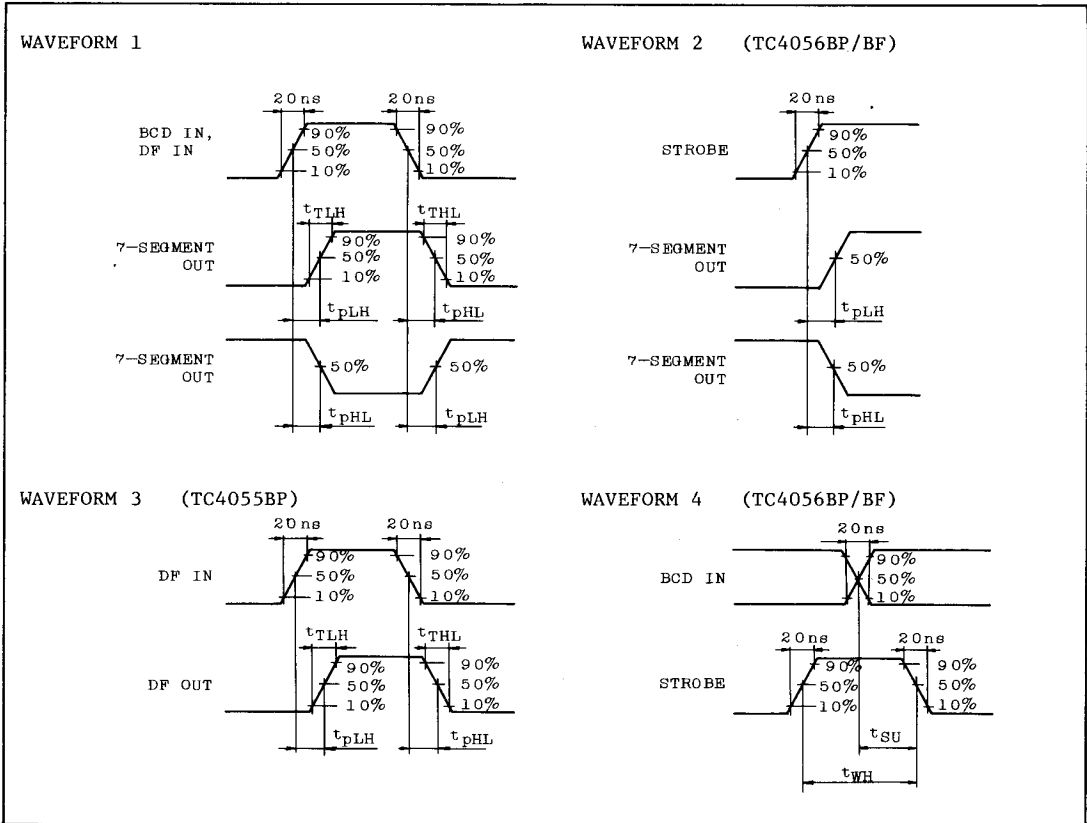 WAVEFORM 1
20ns 20ns
BCD IN,
DF IN
90% 90%
50% 50%
10% 10%
tTLH tTHL
7-SEGMENT
OUT
90% 90%
50% 50%
10% 10%
tpLH tpHL
7-SEGMENT
OUT
50% 50%
tpHL tpLH
WAVEFORM 2 (TC4056BP/BF)
20ns
STROBE
90%
50%
10%
7-SEGMENT
OUT
50%
tpLH
7-SEGMENT
OUT
50%
tpHL
WAVEFORM 3 (TC4055BP)
20ns 20ns
DF IN
90% 90%
50% 50%
10% 10%
tTLH tTHL
DF OUT
90% 90%
50% 50%
10% 10%
tpLH tpHL
WAVEFORM 4 (TC4056BP/BF)
20ns
BCD IN
90%
50%
10%
20ns 20ns
STROBE
90% 90%
50% 50%
10% 10%
tSU
tWH